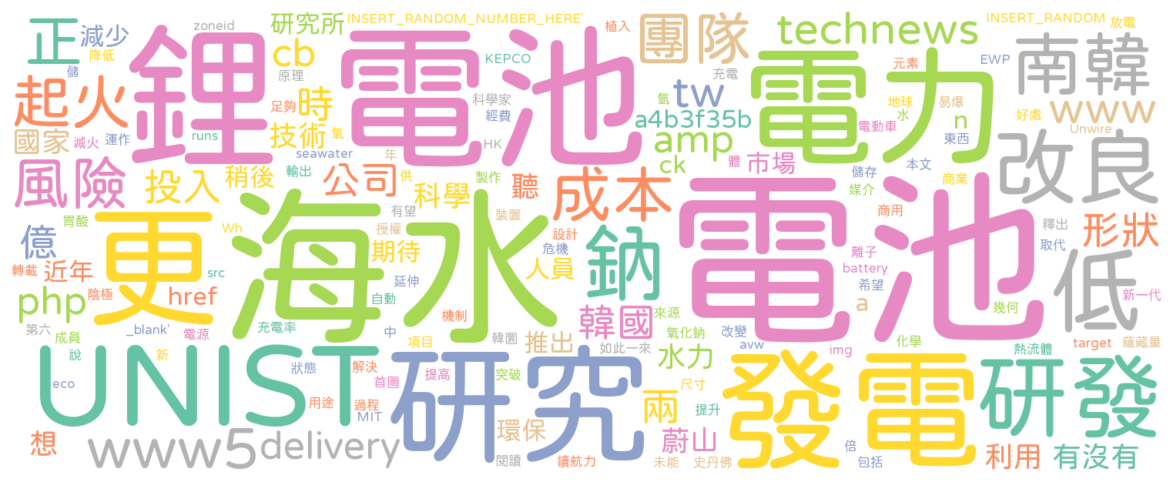 zoneid
研究所
INSERT_RANDOM_NUMBER_HERE'
植入
團隊
technews
INSERT_RANDOM
放電
正
減少
降低
儲
鋰
cb
原理
電池
KEPCO
充電
電力
元素
EWP
南韓
起火
足夠
時
科學家
經費
tw
氫
a4b3f35b
地球
水
易爆
n
www
好處
Unwire
國家
滅火
運作
runs
技術
氧
HK
amp
電動車
東西
改良
風險
投入
稍後
seawater
輸出
年
供
製作
ck
體
市場
儲存
本文
商業
公司
科學
聽
成本
電池
媒介
更
海水
胃酸
Wh
有望
授權
裝置
設計
危機
鈉
商用
釋出
取代
形狀
億
轉載
近年
src
期待
延伸
人員
離子
battery
希望
低
新一代
php
陰極
href
自動
機制
韓國
來源
氧化鈉
幾何
第六
成員
_blank'
電源
充電率
中
項目
韓圜
推出
如此一來
改變
avw
img
化學
熱流體
target
蘊藏量
說
新
UNIST
狀態
解決
首圖
提高
研究
突破
水力
尺寸
發電
研發
eco
用途
過程
MIT
兩
提升
想
www5
delivery
環保
閱讀
續航力
蔚山
未能
史丹佛
倍
包括
利用
有沒有
a